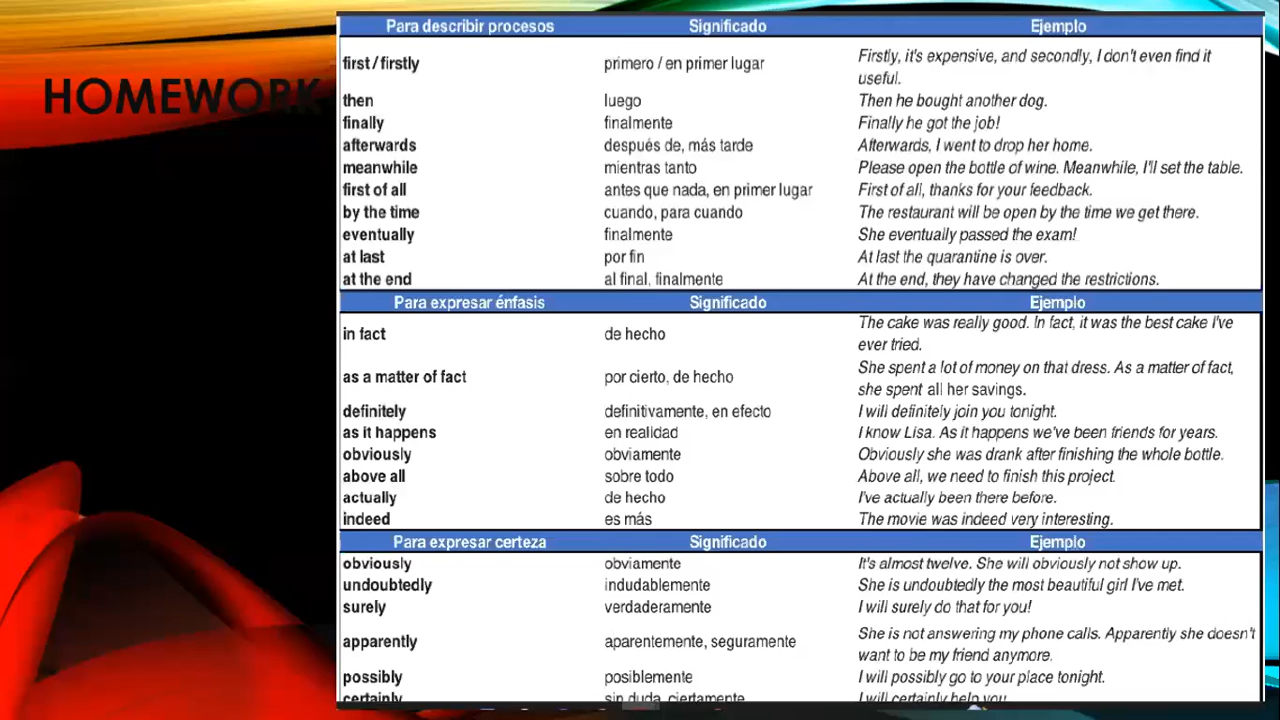 HOMEWORK
Para describir procesos Significado Ejemplo
first / firstly primero / en primer lugar Firstly, it's expensive, and secondly, I don't even find it
useful.
then luego Then he bought another dog.
finally finalmente Finally he got the job!
afterwards después de, más tarde Afterwards, I went to drop her home.
meanwhile mientras tanto Please open the bottle of wine. Meanwhile, I'll set the table.
first of all antes que nada, en primer lugar First of all, thanks for your feedback.
by the time cuando, para cuando The restaurant will be open by the time we get there.
eventually finalmente She eventually passed the exam!
at last por fin At last the quarantine is over.
at the end al final, finalmente At the end, they have changed the restrictions.
Para expresar énfasis Significado Ejemplo
in fact de hecho The cake was really good. In fact, it was the best cake I've
ever tried.
as a matter of fact por cierto, de hecho She spent a lot of money on that dress. As a matter of fact,
she spent all her savings.
definitely definitivamente, en efecto I will definitely join you tonight.
as it happens en realidad I know Lisa. As it happens we've been friends for years.
obviously obviamente Obviously she was drank after finishing the whole bottle.
above all sobre todo Above all, we need to finish this project.
actually de hecho I've actually been there before.
indeed es más The movie was indeed very interesting.
Para expresar certeza Significado Ejemplo
obviously obviamente It's almost twelve. She will obviously not show up.
undoubtedly indudablemente She is undoubtedly the most beautiful girl I've met.
surely verdaderamente I will surely do that for you!
apparently aparentemente, seguramente She is not answering my phone calls. Apparently she doesn't
want to be my friend anymore.
possibly posiblemente I will possibly go to your place tonight.
certainly sin duda, ciertamente I will certainly help you